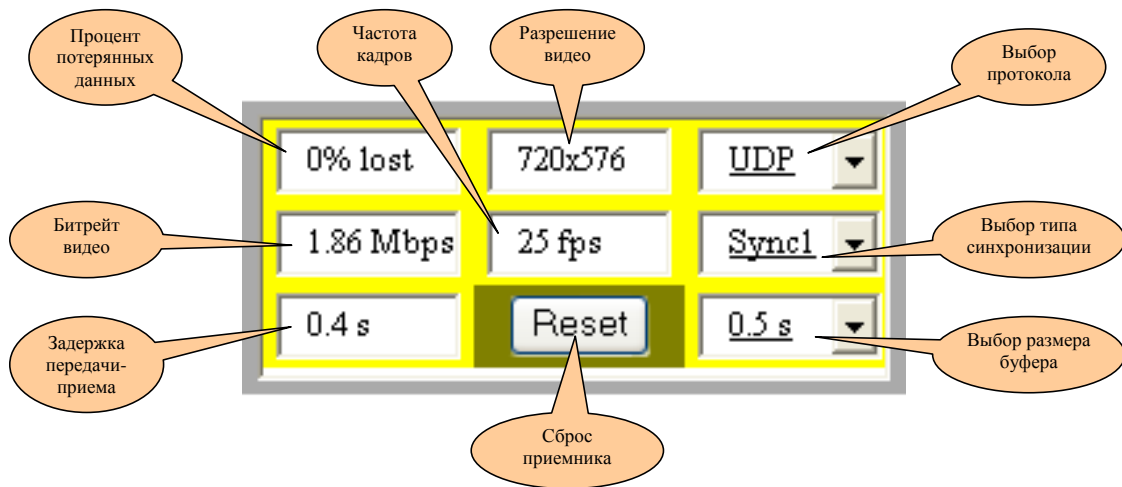 Процент
потерянных
данных
Частота
кадров
Разрешение
видео
Выбор
протокола
0% lost
720x576
UDP
Битрейт
видео
1.86 Mbps
25 fps
Sync1
Выбор типа
синхронизации
Задержка
передачи-
приема
0.4 s
Reset
0.5 s
Выбор размера
буфера
Сброс
приемника